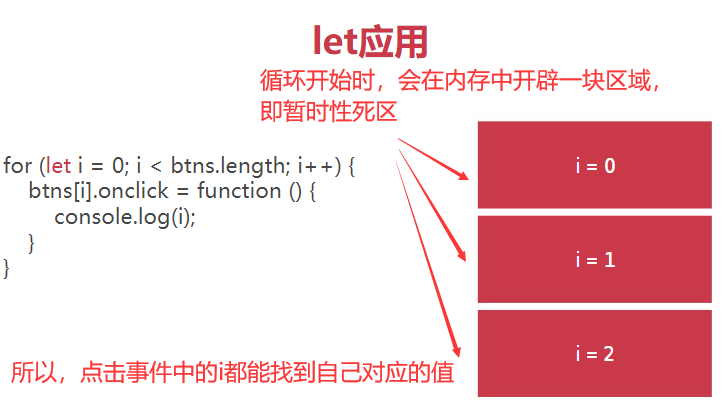 let应用
循环开始时，会在内存中开辟一块区域，
即暂时性死区
for (let i = 0; i < btns.length; i++) {
btns[i].onclick = function () {
console.log(i);
}
}
i = 0
i = 1
i = 2
所以，点击事件中的i都能找到自己对应的值